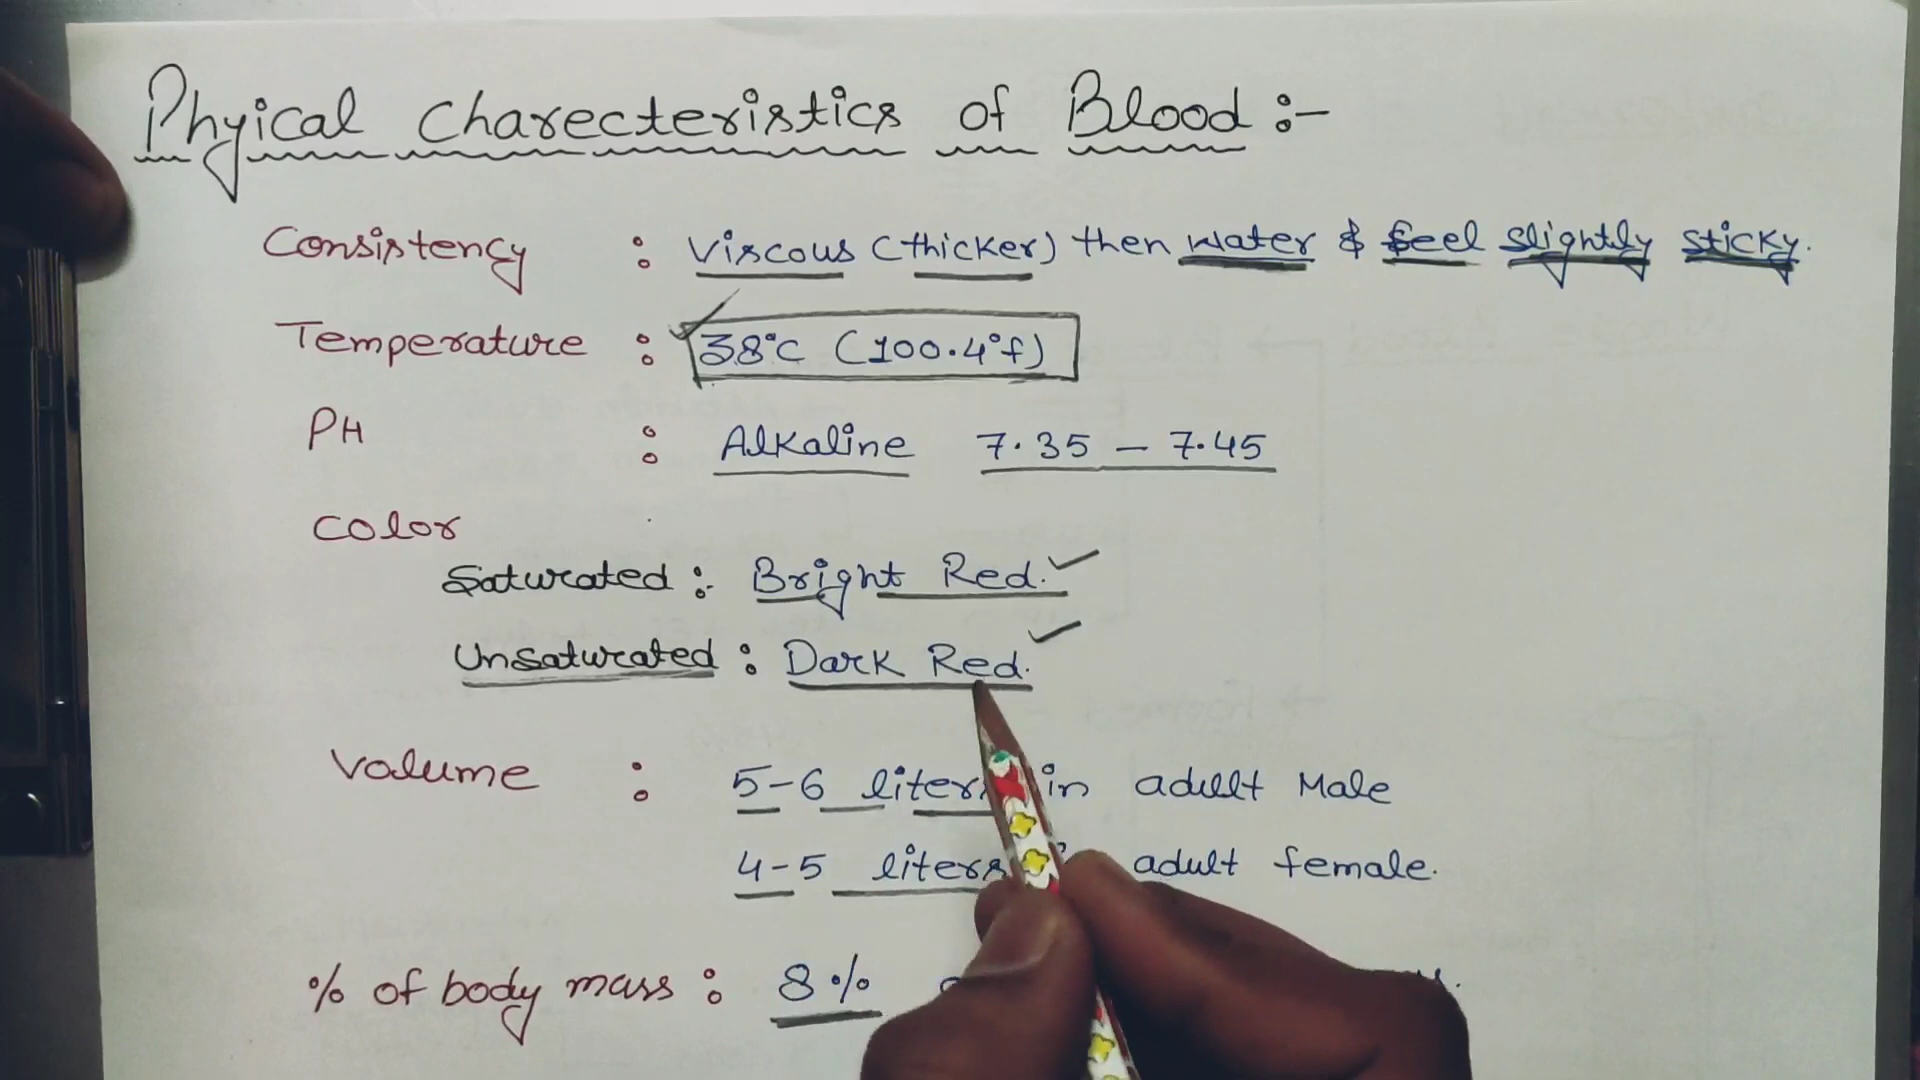 Phyical Charecteristics of Blood :-
Consistency : Viscous (thicker) then water & feel slightly sticky.
Temperature : 38°C (100.4°f)
PH : Alkaline 7.35 – 7.45
Color
Saturated :- Bright Red.
Unsaturated : Dark Red.
Volume : 5-6 liters in adult Male
4-5 liters adult female.
% of body mass : 8%